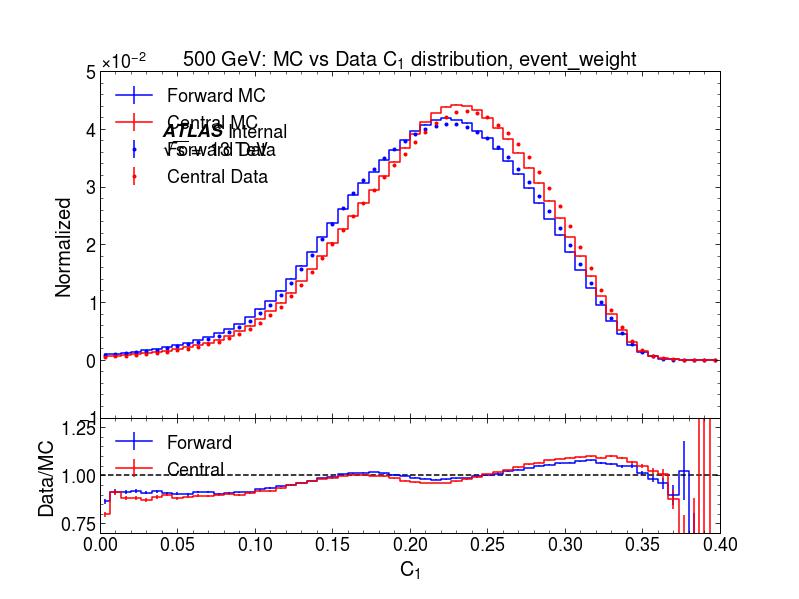 ×10⁻² 500 GeV: MC vs Data C₁ distribution, event_weight
5
Forward MC
Central MC
ATLAS Internal
4
√s = 13 TeV
Forward Data
Central Data
3
Normalized
2
1
0
−1
1.25
Forward
Central
1.00
Data/MC
0.75
0.00 0.05 0.10 0.15 0.20 0.25 0.30 0.35 0.40
C₁